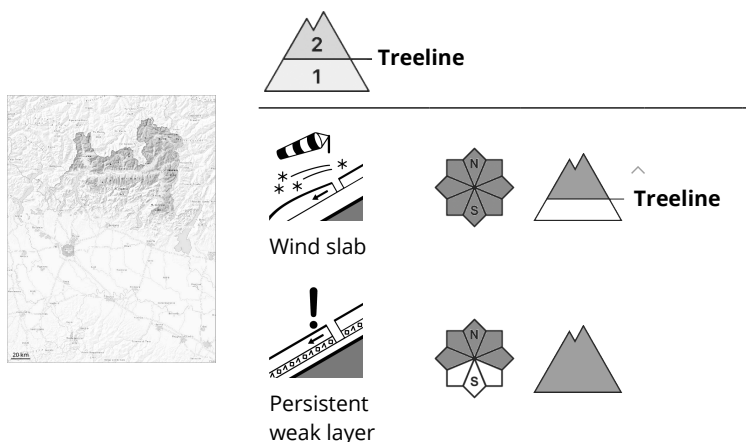 2
Treeline
1
N
S
Treeline
Wind slab
20 km
N
S
Persistent
weak layer